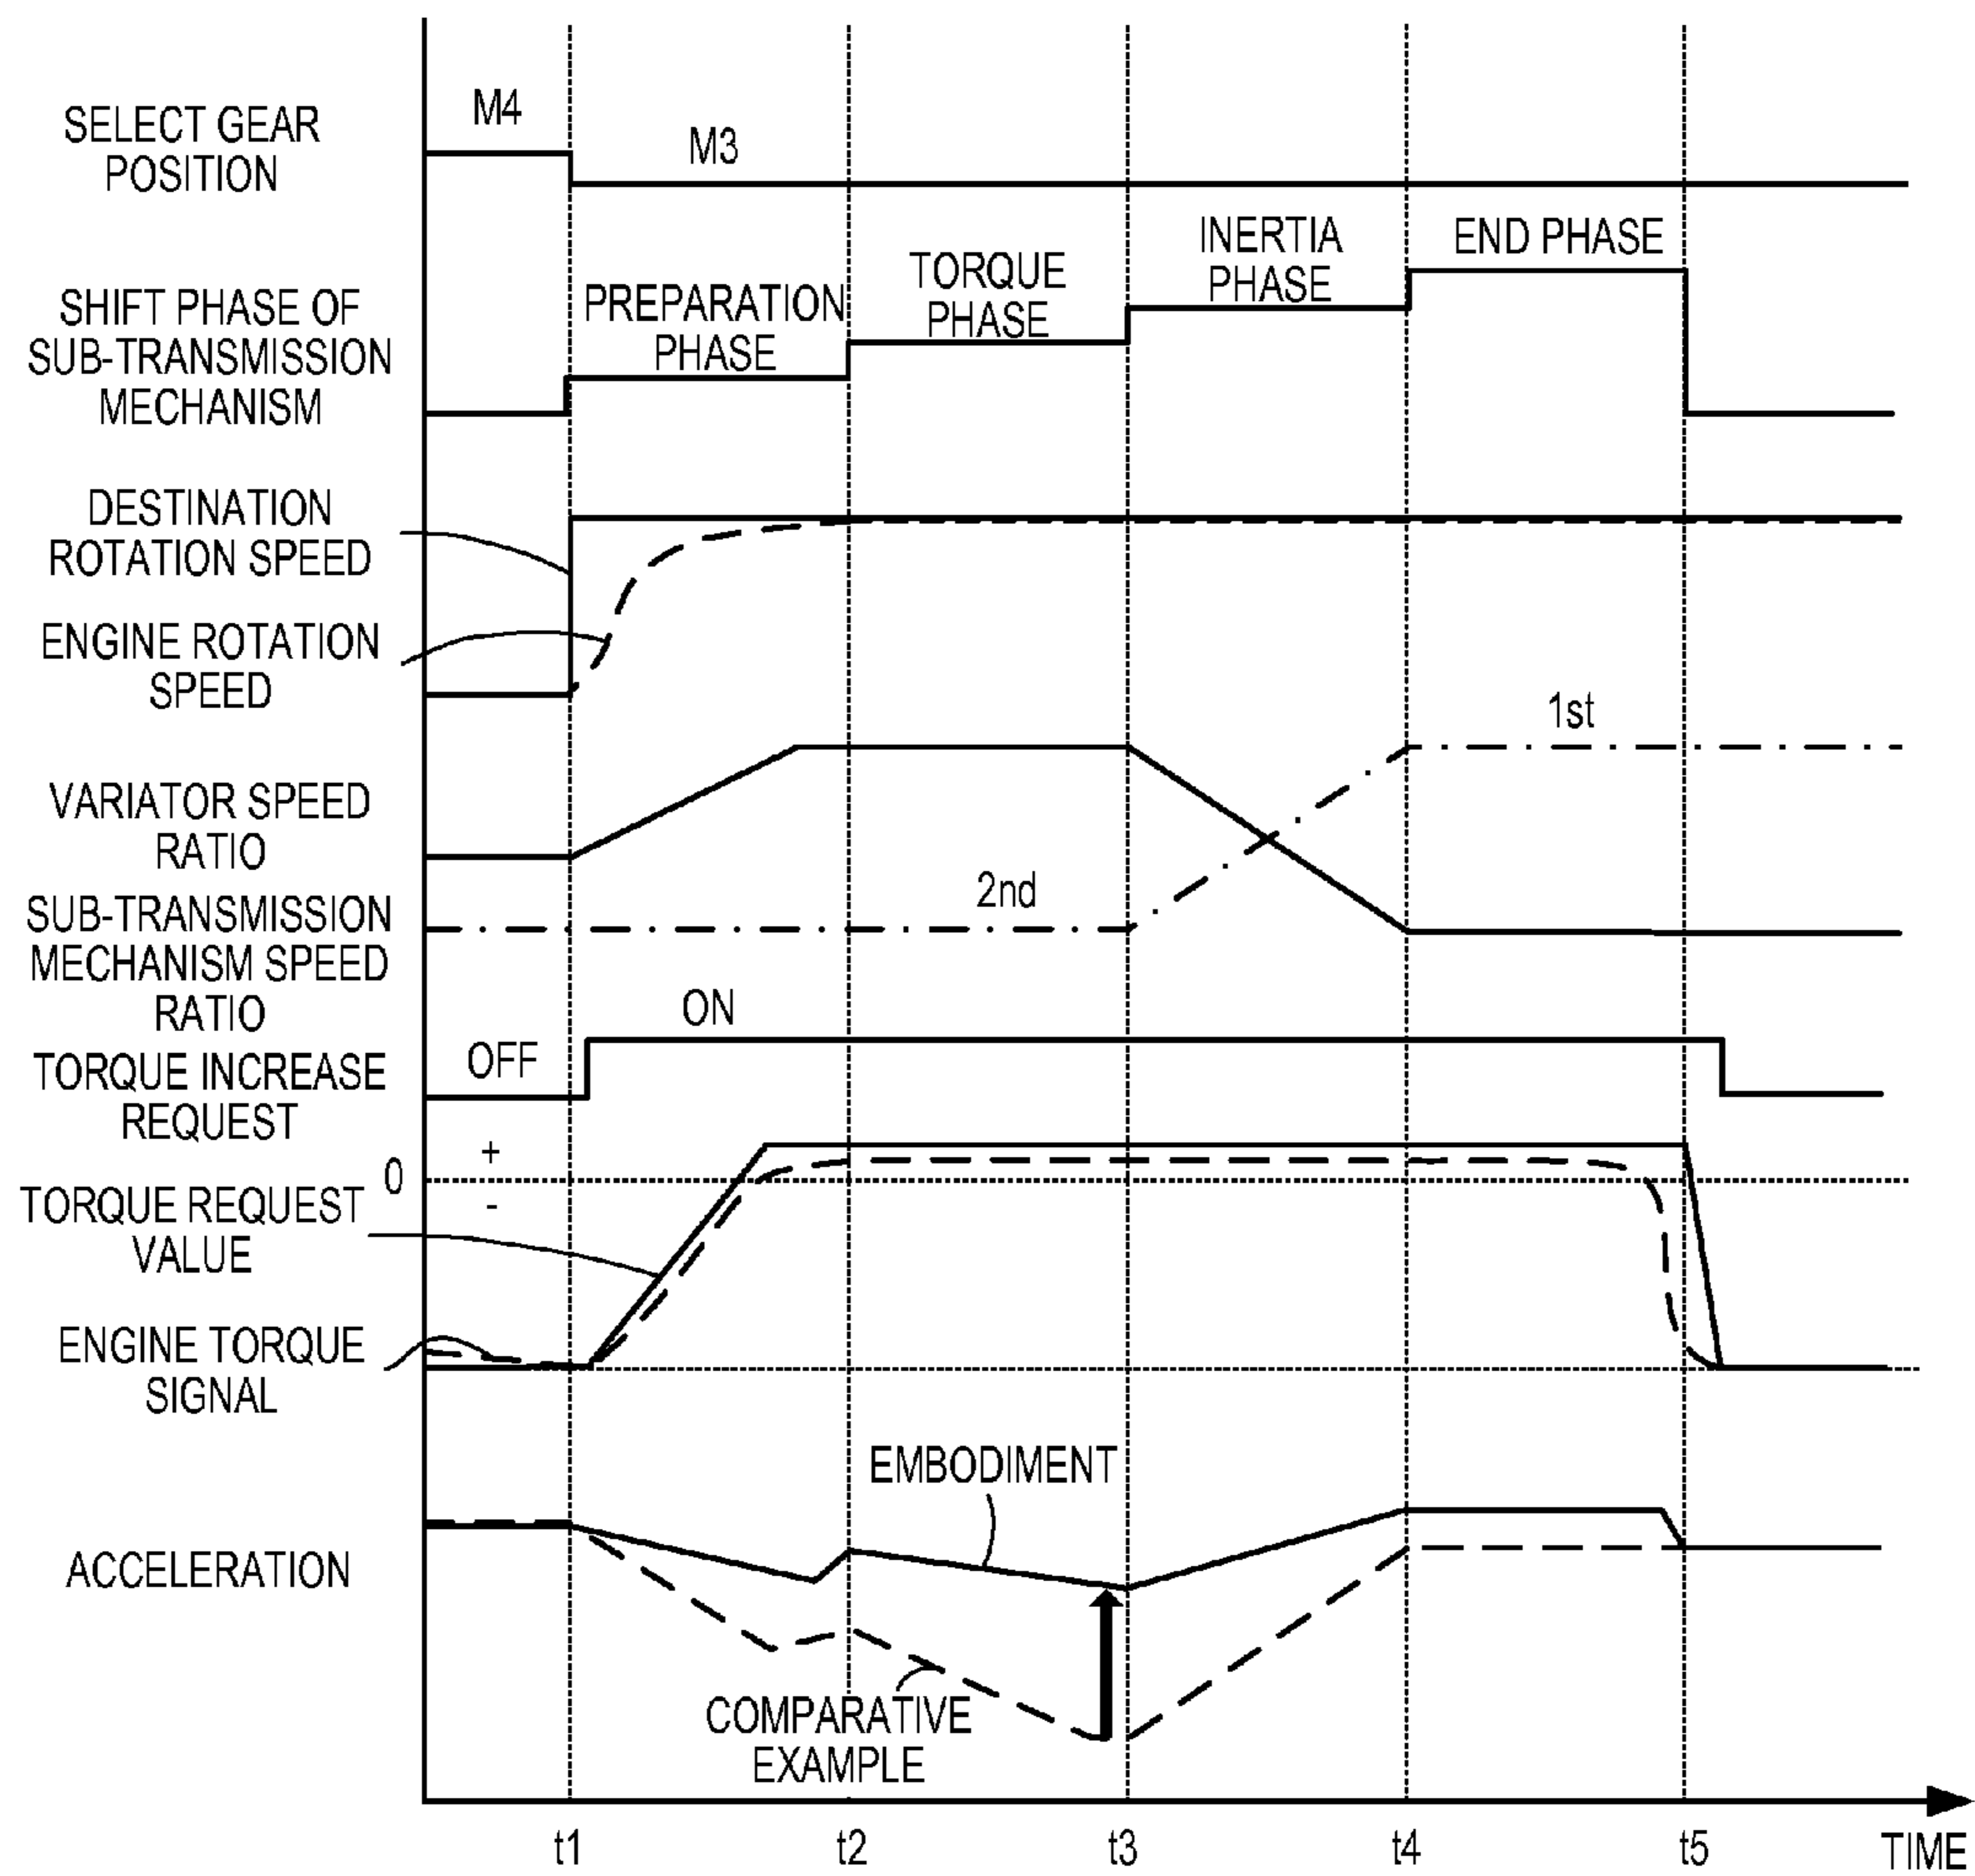 M4
SELECT GEAR
POSITION
M3
INERTIA
PHASE
END PHASE
TORQUE
PHASE
PREPARATION
PHASE
SHIFT PHASE OF
SUB-TRANSMISSION
MECHANISM
DESTINATION
ROTATION SPEED
ENGINE ROTATION
SPEED
1st
VARIATOR SPEED
RATIO
2nd
SUB-TRANSMISSION
MECHANISM SPEED
RATIO
ON
OFF
TORQUE INCREASE
REQUEST
+
0
-
TORQUE REQUEST
VALUE
ENGINE TORQUE
SIGNAL
EMBODIMENT
ACCELERATION
COMPARATIVE
EXAMPLE
t1 t2 t3 t4 t5 TIME